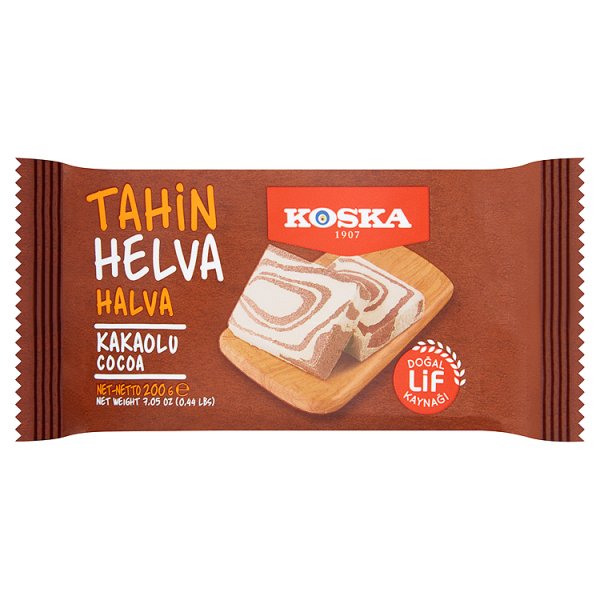 TAHiN
HELVA
HALVA
KAKAOLU
COCOA
NET-NETTO 200 G ℮
NET WEIGHT 7.05 OZ (0.44 LBS)
KOSKA
1907
DOĞAL
LiF
KAYNAĞI